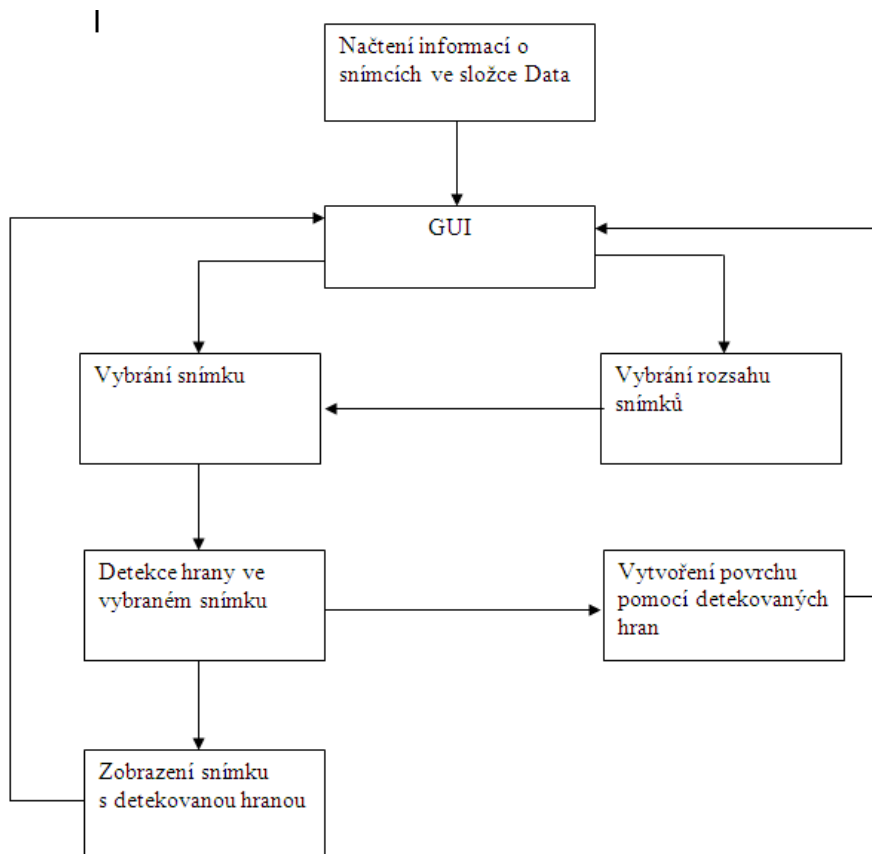 Načtení informací o
snímcích ve složce Data
GUI
Vybrání snímku
Vybrání rozsahu
snímků
Detekce hrany ve
vybraném snímku
Vytvoření povrchu
pomocí detekovaných
hran
Zobrazení snímku
s detekovanou hranou